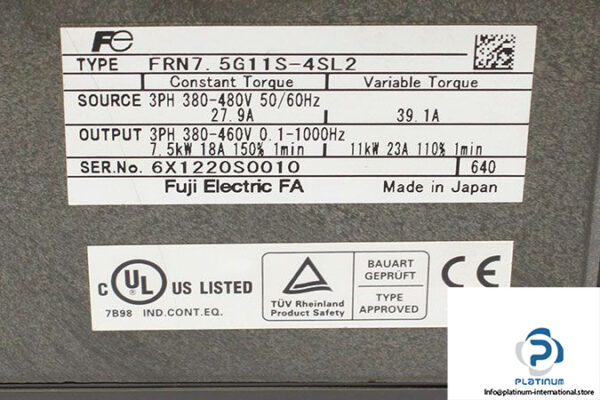 Fe
TYPE FRN7.5G11S-4SL2
Constant Torque Variable Torque
SOURCE 3PH 380-480V 50/60Hz
27.9A 39.1A
OUTPUT 3PH 380-460V 0.1-1000Hz
7.5kW 18A 150% 1min 11kW 23A 110% 1min
SER.No. 6X1220S0010 640
Fuji Electric FA Made in Japan
C UL US LISTED
7B98 IND.CONT.EQ.
TÜV Rheinland
Product Safety
BAUART
GEPRÜFT
TYPE
APPROVED
CE
PLATINUM
Info@platinum-international.store